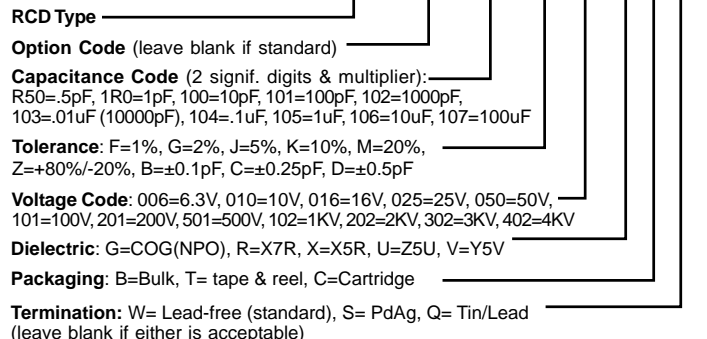 RCD Type
Option Code (leave blank if standard)
Capacitance Code (2 signif. digits & multiplier):
R50=.5pF, 1R0=1pF, 100=10pF, 101=100pF, 102=1000pF,
103=.01uF (10000pF), 104=.1uF, 105=1uF, 106=10uF, 107=100uF
Tolerance: F=1%, G=2%, J=5%, K=10%, M=20%,
Z=+80%/-20%, B=±0.1pF, C=±0.25pF, D=±0.5pF
Voltage Code: 006=6.3V, 010=10V, 016=16V, 025=25V, 050=50V,
101=100V, 201=200V, 501=500V, 102=1KV, 202=2KV, 302=3KV, 402=4KV
Dielectric: G=COG(NPO), R=X7R, X=X5R, U=Z5U, V=Y5V
Packaging: B=Bulk, T= tape & reel, C=Cartridge
Termination: W= Lead-free (standard), S= PdAg, Q= Tin/Lead
(leave blank if either is acceptable)